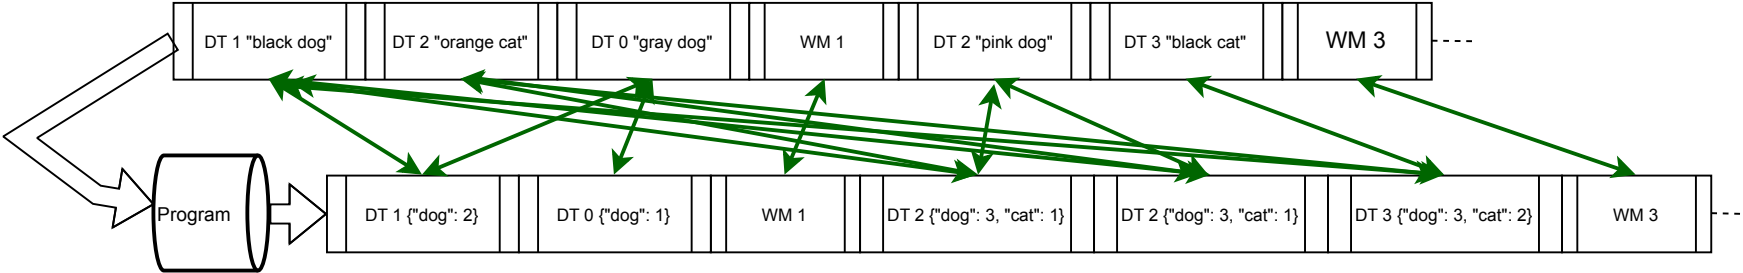 DT 1 "black dog"
DT 2 "orange cat"
DT 0 "gray dog"
WM 1
DT 2 "pink dog"
DT 3 "black cat"
WM 3
Program
DT 1 {"dog": 2}
DT 0 {"dog": 1}
WM 1
DT 2 {"dog": 3, "cat": 1}
DT 2 {"dog": 3, "cat": 1}
DT 3 {"dog": 3, "cat": 2}
WM 3